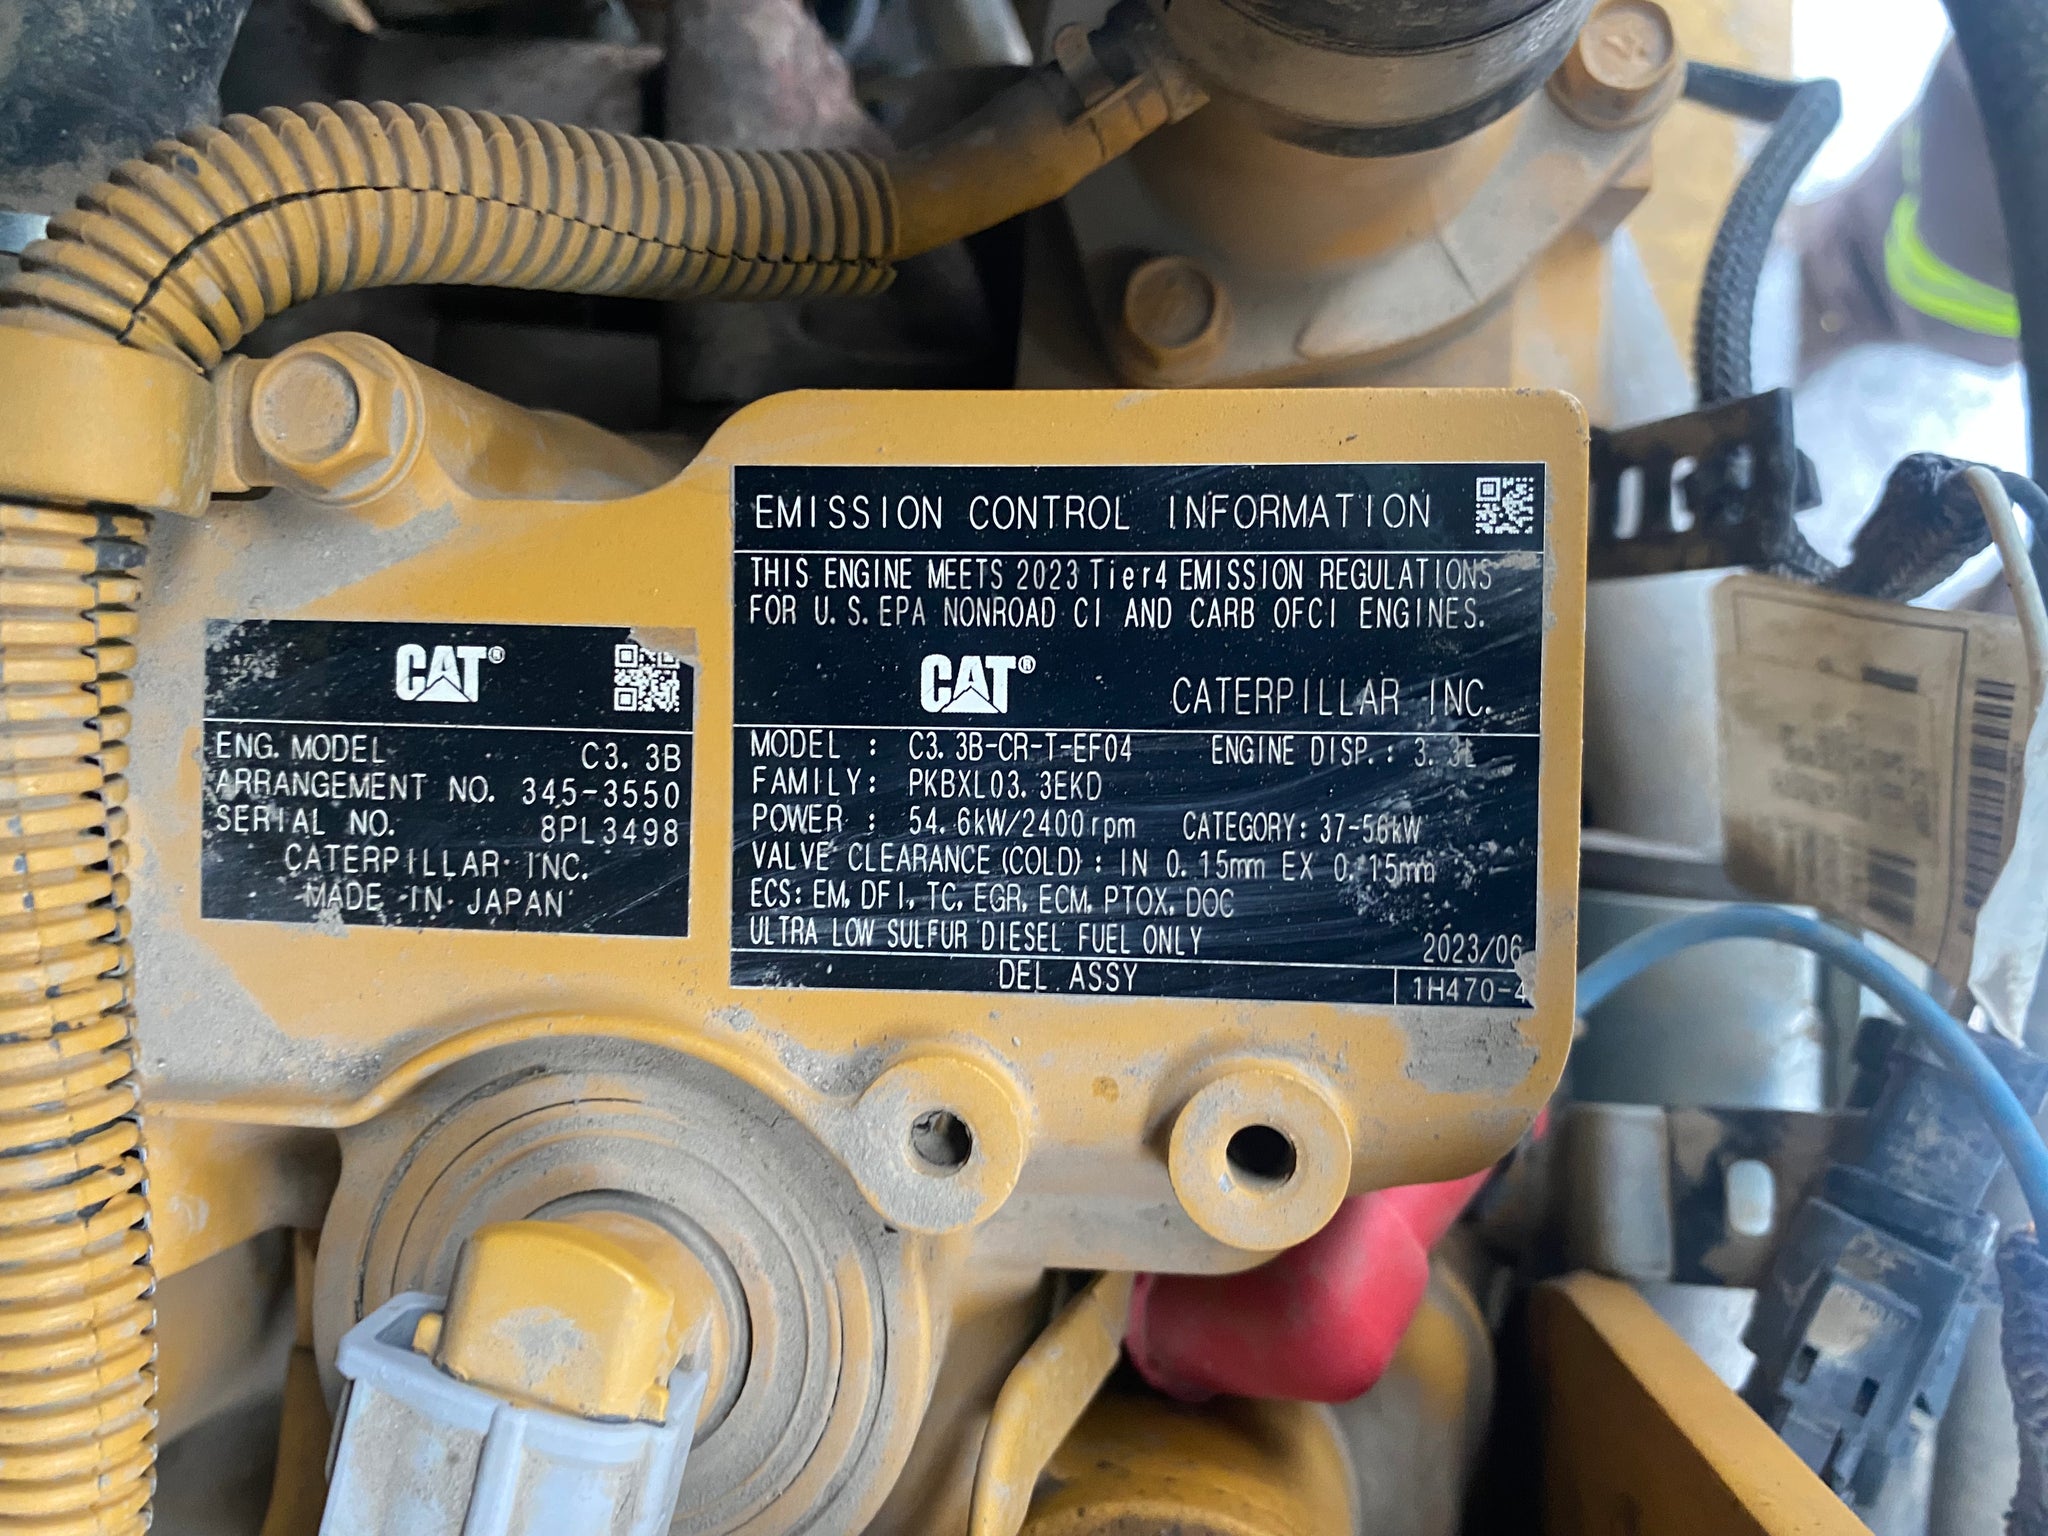 CAT®
ENG. MODEL C3.3B
ARRANGEMENT NO. 345-3550
SERIAL NO. 8PL3498
CATERPILLAR INC.
MADE IN JAPAN
EMISSION CONTROL INFORMATION
THIS ENGINE MEETS 2023 Tier4 EMISSION REGULATIONS
FOR U.S. EPA NONROAD CI AND CARB OFCI ENGINES.
CAT® CATERPILLAR INC.
MODEL : C3.3B-CR-T-EF04 ENGINE DISP.: 3.3L
FAMILY: PKBXL03.3EKD
POWER : 54.6kW/2400rpm CATEGORY: 37-56kW
VALVE CLEARANCE (COLD) : IN 0.15mm EX 0.15mm
ECS: EM, DFI, TC, EGR, ECM, PTOX, DOC
ULTRA LOW SULFUR DIESEL FUEL ONLY 2023/06
DEL. ASSY 1H470-4